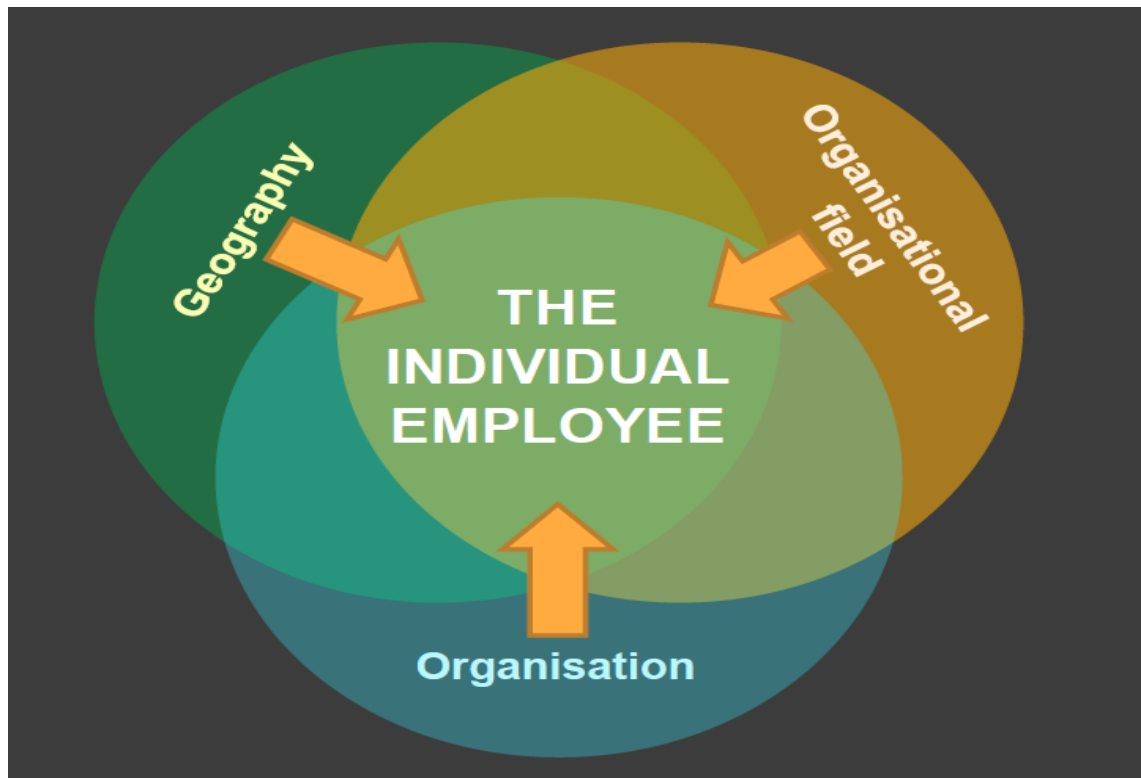 Geography
Organisational
field
THE
INDIVIDUAL
EMPLOYEE
Organisation